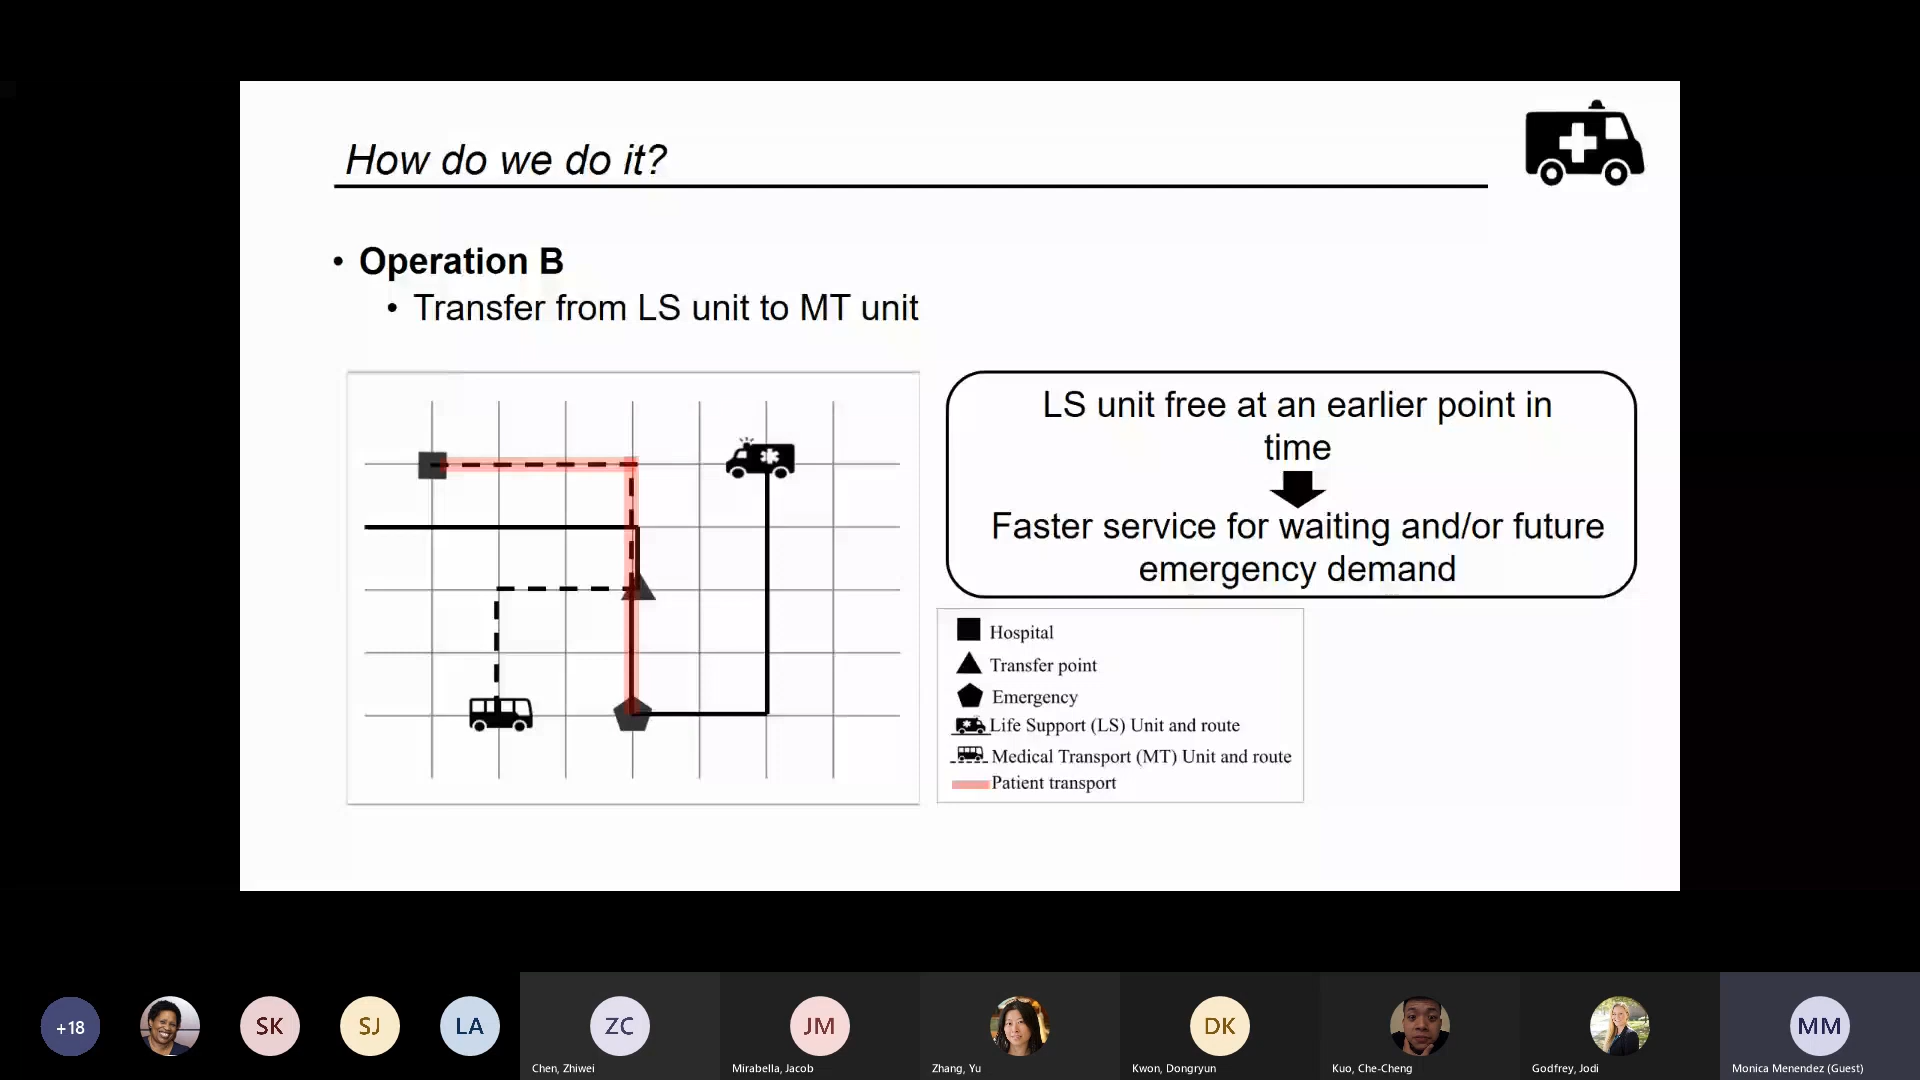 How do we do it?
• Operation B
• Transfer from LS unit to MT unit
LS unit free at an earlier point in
time
Faster service for waiting and/or future
emergency demand
Hospital
Transfer point
Emergency
Life Support (LS) Unit and route
Medical Transport (MT) Unit and route
Patient transport
+18
SK
SJ
LA
ZC
JM
DK
MM
Chen, Zhiwei
Mirabella, Jacob
Zhang, Yu
Kwon, Dongryun
Kuo, Che-Cheng
Godfrey, Jodi
Monica Menendez (Guest)